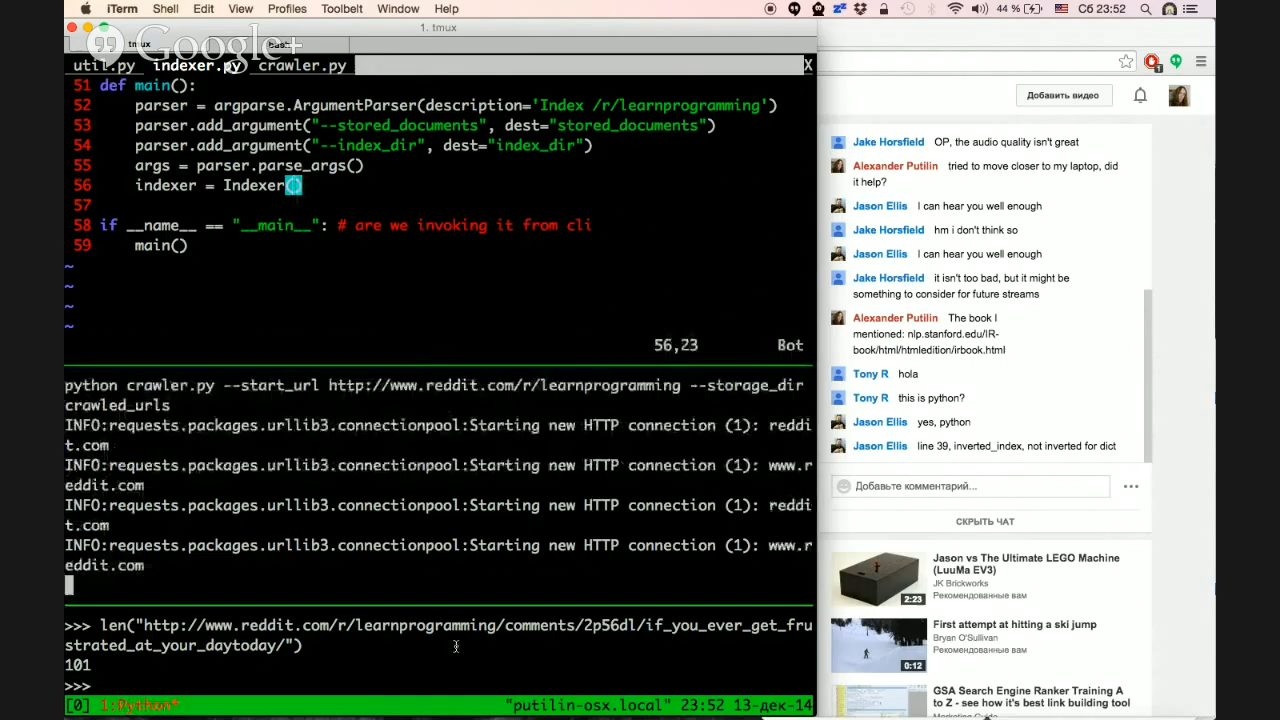 iTerm Shell Edit View Profiles Toolbelt Window Help 44 % Сб 23:52
1. tmux
Google+
tmux
util.py indexer.py crawler.py X
51 def main():
52 parser = argparse.ArgumentParser(description='Index /r/learnprogramming')
53 parser.add_argument("--stored_documents", dest="stored_documents")
54 parser.add_argument("--index_dir", dest="index_dir")
55 args = parser.parse_args()
56 indexer = Indexer()
57
58 if __name__ == "__main__": # are we invoking it from cli
59 main()
~
~
~
~
56,23 Bot
python crawler.py --start_url http://www.reddit.com/r/learnprogramming --storage_dir
crawled_urls
INFO:requests.packages.urllib3.connectionpool:Starting new HTTP connection (1): reddi
t.com
INFO:requests.packages.urllib3.connectionpool:Starting new HTTP connection (1): www.r
eddit.com
INFO:requests.packages.urllib3.connectionpool:Starting new HTTP connection (1): reddi
t.com
INFO:requests.packages.urllib3.connectionpool:Starting new HTTP connection (1): www.r
eddit.com
>>> len("http://www.reddit.com/r/learnprogramming/comments/2p56dl/if_you_ever_get_fru
strated_at_your_daytoday/")
101
>>>
[0] 1:Python* "putilin-osx.local" 23:52 13-дек-14
Добавить видео
Jake Horsfield OP, the audio quality isn't great
Alexander Putilin tried to move closer to my laptop, did
it help?
Jason Ellis I can hear you well enough
Jake Horsfield hm i don't think so
Jason Ellis I can hear you well enough
Jake Horsfield it isn't too bad, but it might be
something to consider for future streams
Alexander Putilin The book I
mentioned: nlp.stanford.edu/IR-
book/html/htmledition/irbook.html
Tony R hola
Tony R this is python?
Jason Ellis yes, python
Jason Ellis line 39, inverted_index, not inverted for dict
Добавьте комментарий...
СКРЫТЬ ЧАТ
Jason vs The Ultimate LEGO Machine
(LuuMa EV3)
JK Brickworks
Рекомендованные вам
2:23
First attempt at hitting a ski jump
Bryan O'Sullivan
Рекомендованные вам
0:12
GSA Search Engine Ranker Training A
to Z - see how it's best link building tool